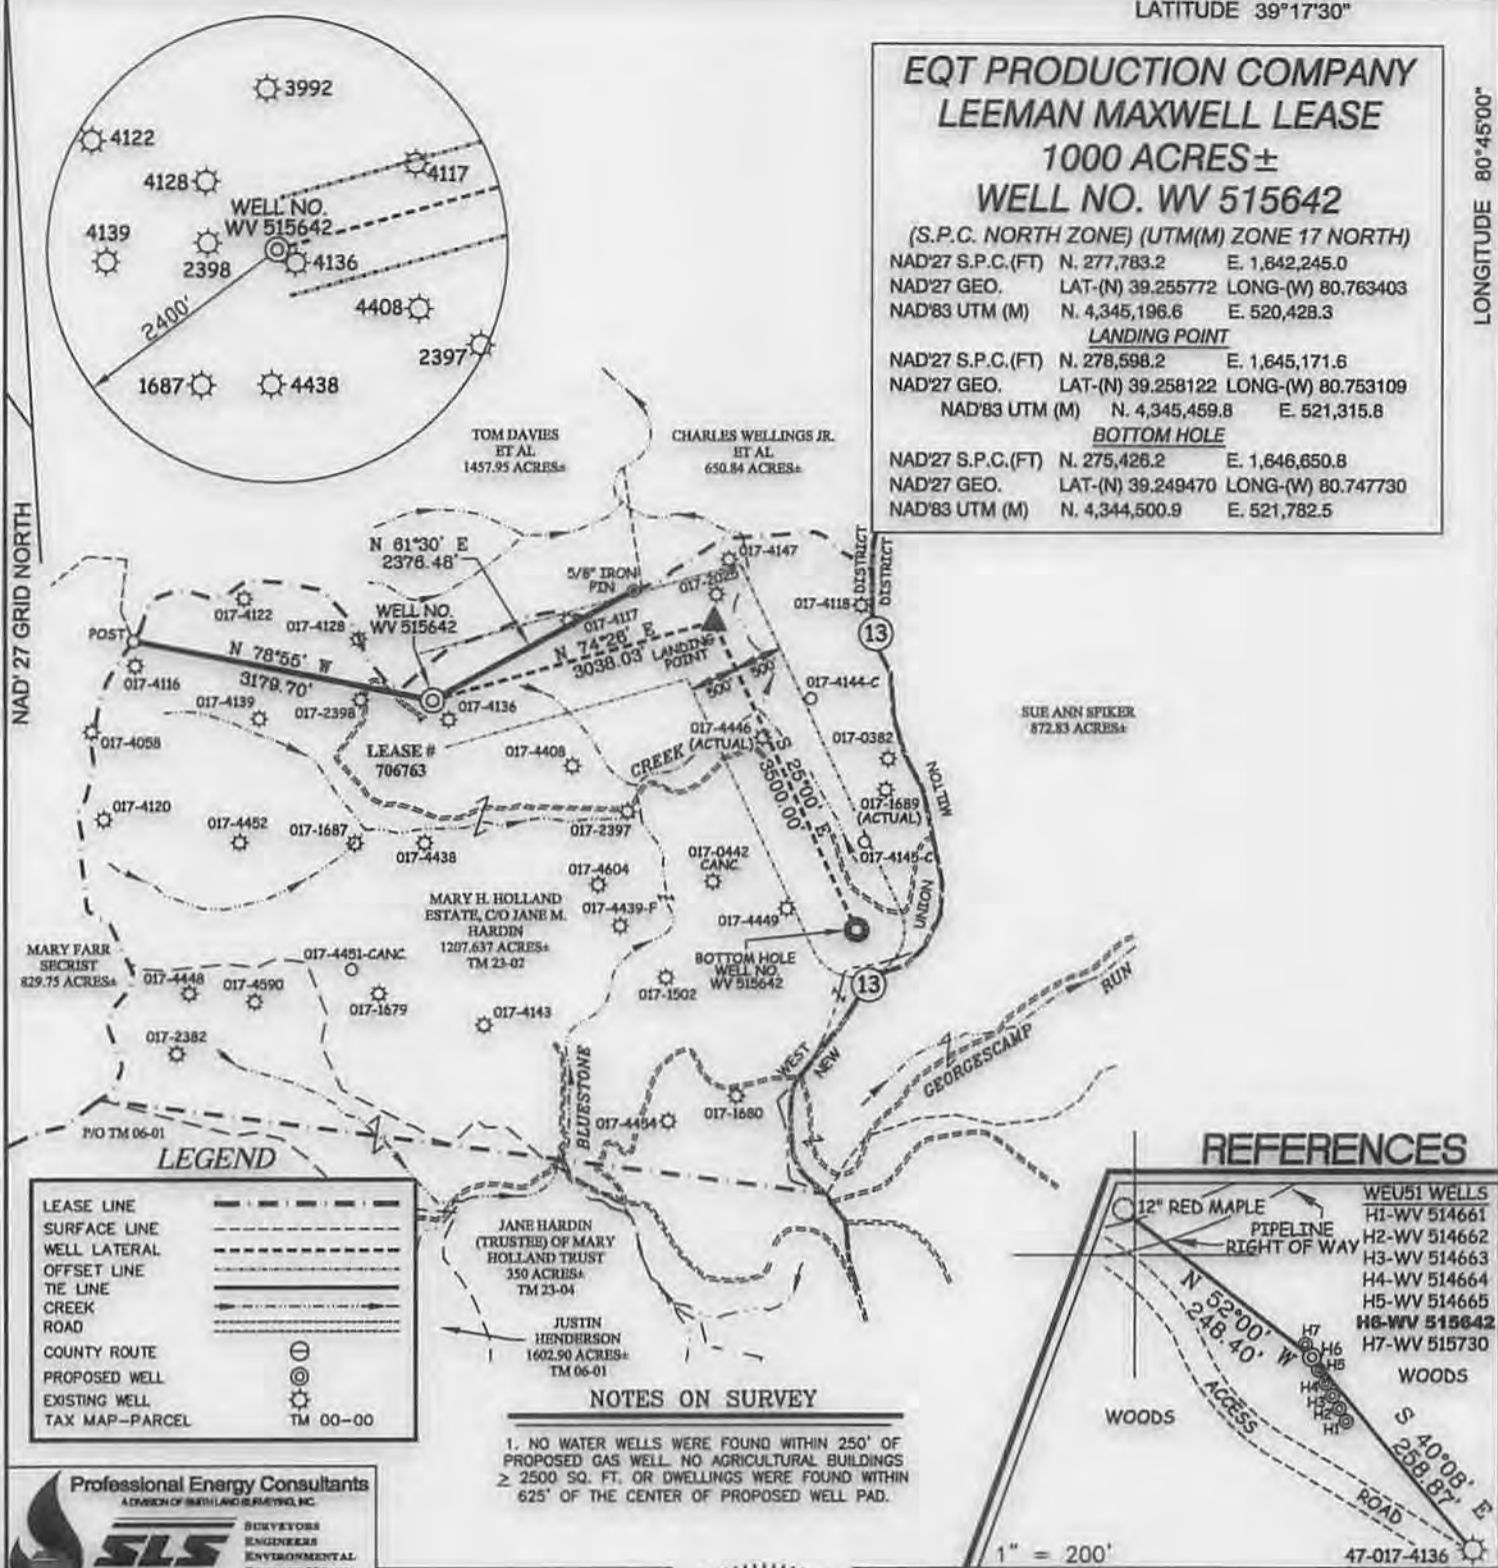 LATITUDE 39°17'30"
LONGITUDE 80°45'00"
NAD'27 GRID NORTH
EQT PRODUCTION COMPANY
LEEMAN MAXWELL LEASE
1000 ACRES±
WELL NO. WV 515642
(S.P.C. NORTH ZONE) (UTM(M) ZONE 17 NORTH)
NAD'27 S.P.C.(FT) N. 277,783.2 E. 1,642,245.0
NAD'27 GEO. LAT-(N) 39.255772 LONG-(W) 80.763403
NAD'83 UTM (M) N. 4,345,196.6 E. 520,428.3
LANDING POINT
NAD'27 S.P.C.(FT) N. 278,598.2 E. 1,645,171.6
NAD'27 GEO. LAT-(N) 39.258122 LONG-(W) 80.753109
NAD'83 UTM (M) N. 4,345,459.8 E. 521,315.8
BOTTOM HOLE
NAD'27 S.P.C.(FT) N. 275,426.2 E. 1,646,650.8
NAD'27 GEO. LAT-(N) 39.249470 LONG-(W) 80.747730
NAD'83 UTM (M) N. 4,344,500.9 E. 521,782.5
3992
4122
4128
4117
WELL NO.
WV 515642
4139
2398
4136
2400'
4408
2397
1687
4438
TOM DAVIES
ET AL
1457.95 ACRES±
CHARLES WELLINGS JR.
ET AL
650.84 ACRES±
N 61°30' E
2376.48'
5/8" IRON
PIN
017-4147
017-2025
DISTRICT
DISTRICT
017-4118
13
017-4122
017-4128
WELL NO.
WV 515642
017-4117
POST
N 78°55' W
3179.70'
N 74°26' E
3038.03'
LANDING
POINT
500'
500'
017-4116
017-4139
017-2398
017-4136
017-4144-C
SUE ANN SPIKER
872.83 ACRES±
017-4058
LEASE #
706763
017-4408
CREEK
017-4446
(ACTUAL)
017-0382
S 25°00' E
3500.00'
MILTON
017-4120
017-4452
017-1687
017-4438
017-2397
017-1689
(ACTUAL)
017-0442
CANC.
017-4145-C
017-4604
MARY H. HOLLAND
ESTATE, C/O JANE M.
HARDIN
1207.637 ACRES±
TM 23-02
017-4439-F
017-4449
UNION
MARY FARR
SECRIST
829.75 ACRES±
017-4451-CANC.
017-4448
017-4590
017-1679
017-4143
017-1502
BOTTOM HOLE
WELL NO.
WV 515642
13
017-2382
WEST
NEW
GEORGESCAMP
RUN
BLUESTONE
017-4454
017-1680
P/O TM 06-01
LEGEND
LEASE LINE
SURFACE LINE
WELL LATERAL
OFFSET LINE
TIE LINE
CREEK
ROAD
COUNTY ROUTE
PROPOSED WELL
EXISTING WELL
TAX MAP-PARCEL TM 00-00
JANE HARDIN
(TRUSTEE) OF MARY
HOLLAND TRUST
350 ACRES±
TM 23-04
JUSTIN
HENDERSON
1602.90 ACRES±
TM 06-01
NOTES ON SURVEY
1. NO WATER WELLS WERE FOUND WITHIN 250' OF
PROPOSED GAS WELL. NO AGRICULTURAL BUILDINGS
≥ 2500 SQ. FT. OR DWELLINGS WERE FOUND WITHIN
625' OF THE CENTER OF PROPOSED WELL PAD.
REFERENCES
12" RED MAPLE
PIPELINE
RIGHT OF WAY
WEU51 WELLS
H1-WV 514661
H2-WV 514662
H3-WV 514663
H4-WV 514664
H5-WV 514665
H6-WV 515642
H7-WV 515730
N 52°00' W
248.40'
H7
H6
H5
H4
H3
H2
H1
WOODS
WOODS
ACCESS
ROAD
S 40°08' E
258.87'
1" = 200'
47-017-4136
Professional Energy Consultants
A DIVISION OF SMITH LAND SURVEYING, INC.
SLS
SURVEYORS
ENGINEERS
ENVIRONMENTAL